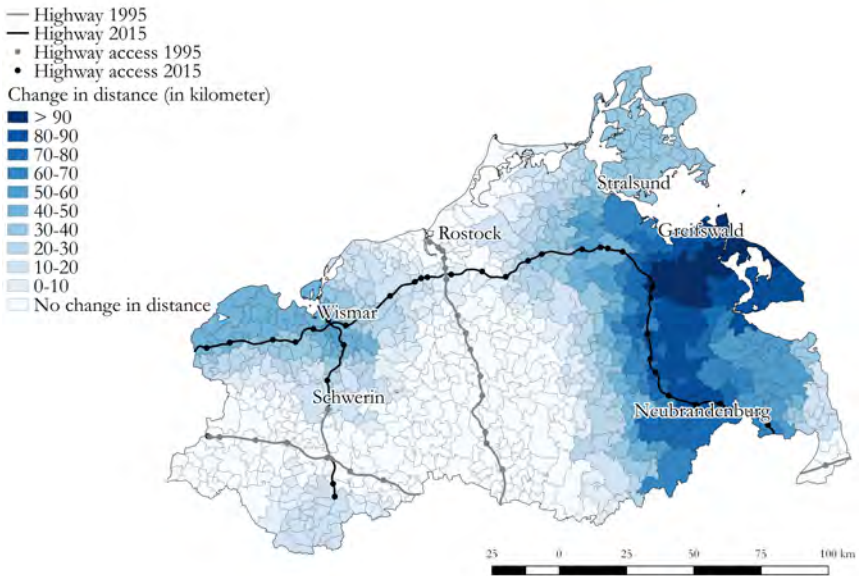 Highway 1995
Highway 2015
Highway access 1995
Highway access 2015
Change in distance (in kilometer)
> 90
80-90
70-80
60-70
50-60
40-50
30-40
20-30
10-20
0-10
No change in distance
Stralsund
Greifswald
Rostock
Wismar
Schwerin
Neubrandenburg
25 0 25 50 75 100 km